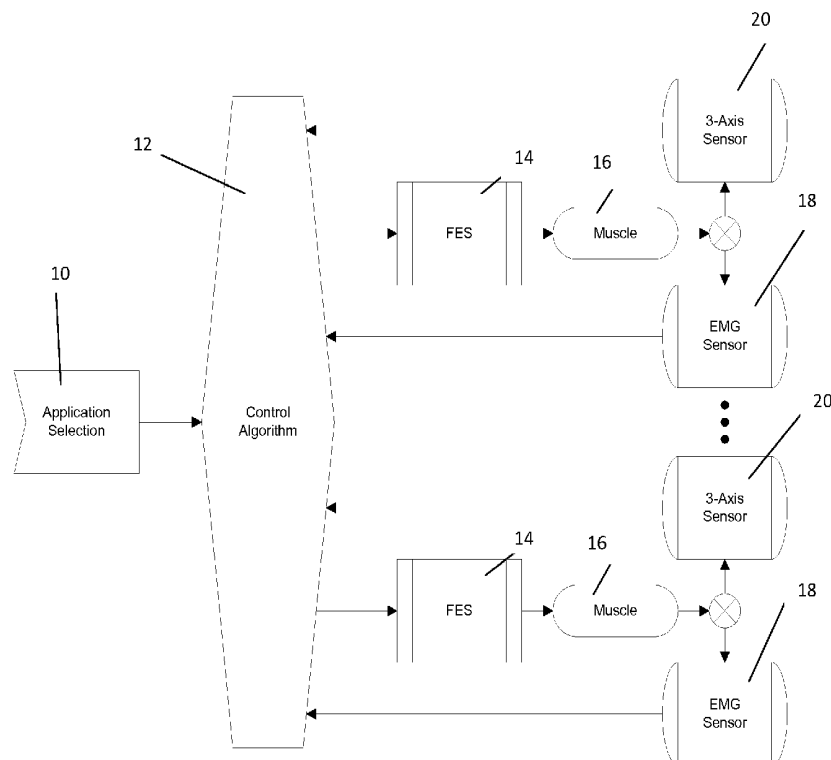 20
3-Axis
Sensor
12
14
16
18
FES
Muscle
10
EMG
Sensor
Application
Selection
Control
Algorithm
20
3-Axis
Sensor
14
16
18
FES
Muscle
EMG
Sensor